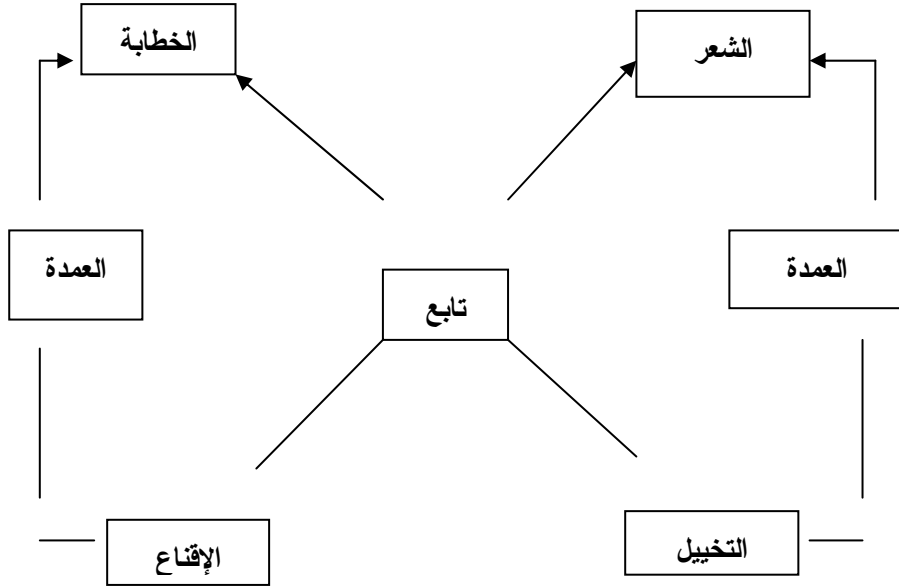 الشعر
الخطابة
العمدة
العمدة
تابع
التخييل
الإقناع